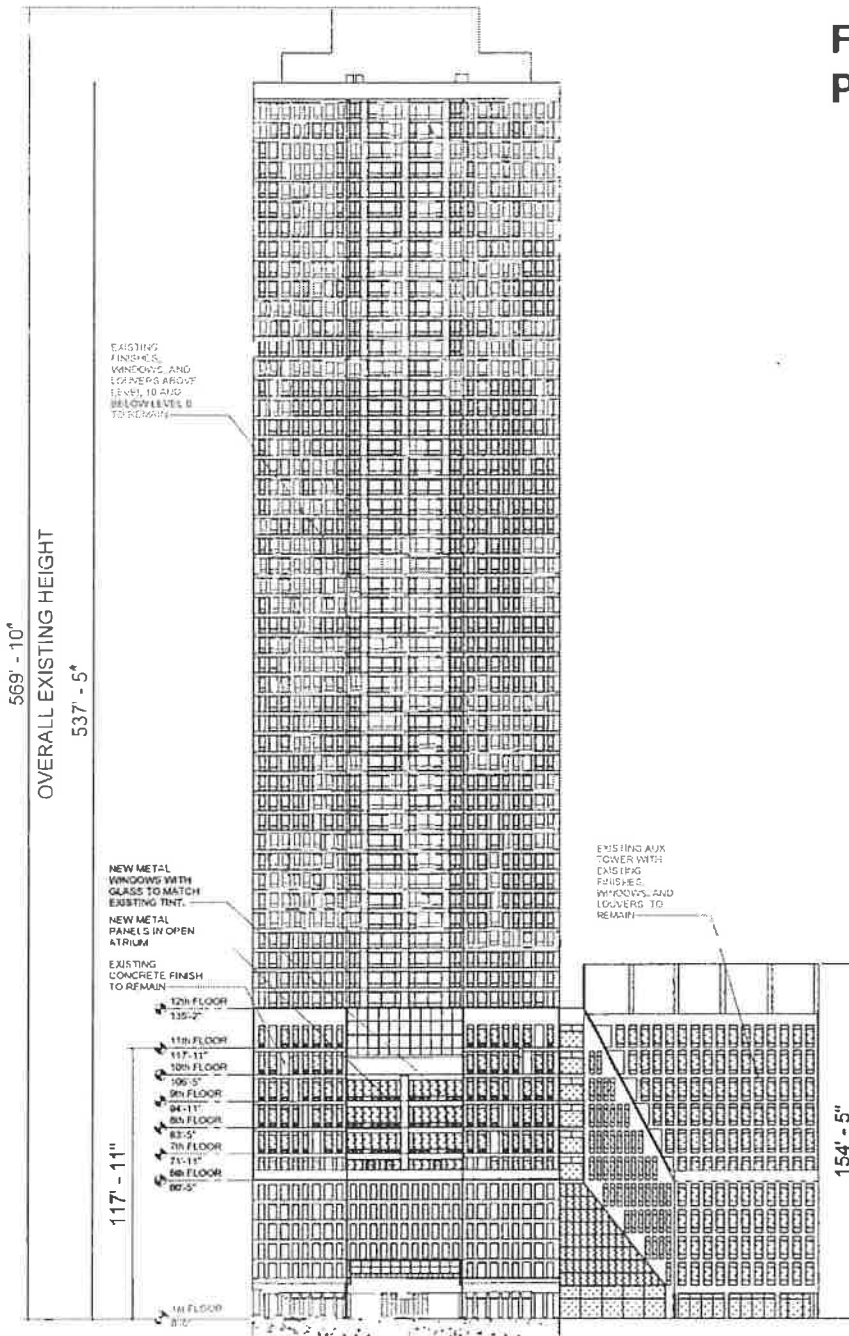 F
P
EXISTING
FINISHES,
WINDOWS, AND
LOUVERS ABOVE
LEVEL 10 AND
BELOW LEVEL
TO REMAIN
569' - 10"
OVERALL EXISTING HEIGHT
537' - 5"
NEW METAL
WINDOWS WITH
GLASS TO MATCH
EXISTING TINT.
NEW METAL
PANELS IN OPEN
ATRIUM
EXISTING
CONCRETE FINISH
TO REMAIN
EXISTING AUX
TOWER WITH
EXISTING
FINISHES,
WINDOWS, AND
LOUVERS TO
REMAIN
12th FLOOR
135'-2"
11th FLOOR
117'-11"
10th FLOOR
106'-5"
9th FLOOR
94'-11"
8th FLOOR
83'-5"
7th FLOOR
71'-11"
6th FLOOR
60'-5"
117' - 11"
154' - 5"
FLOOR